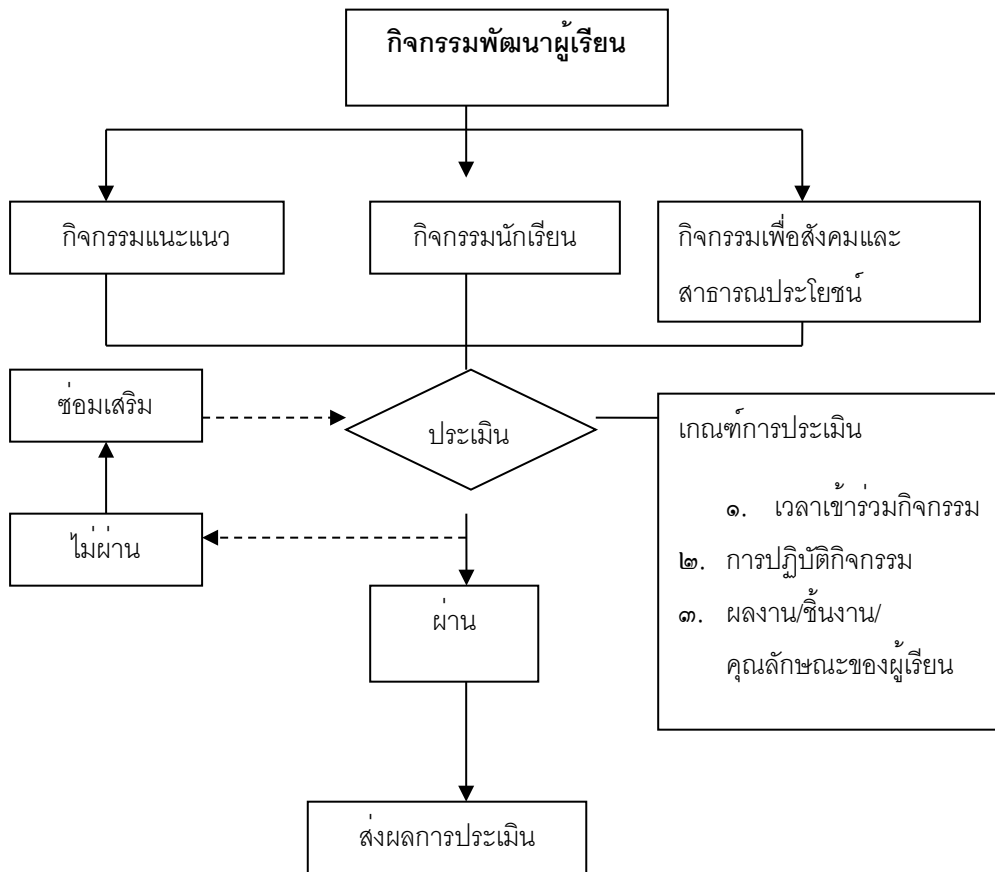 กิจกรรมพัฒนาผู้เรียน
กิจกรรมแนะแนว
กิจกรรมนักเรียน
กิจกรรมเพื่อสังคมและ
สาธารณประโยชน์
ซ่อมเสริม
ประเมิน
เกณฑ์การประเมิน
๑. เวลาเข้าร่วมกิจกรรม
๒. การปฏิบัติกิจกรรม
๓. ผลงาน/ชิ้นงาน/
คุณลักษณะของผู้เรียน
ไม่ผ่าน
ผ่าน
ส่งผลการประเมิน